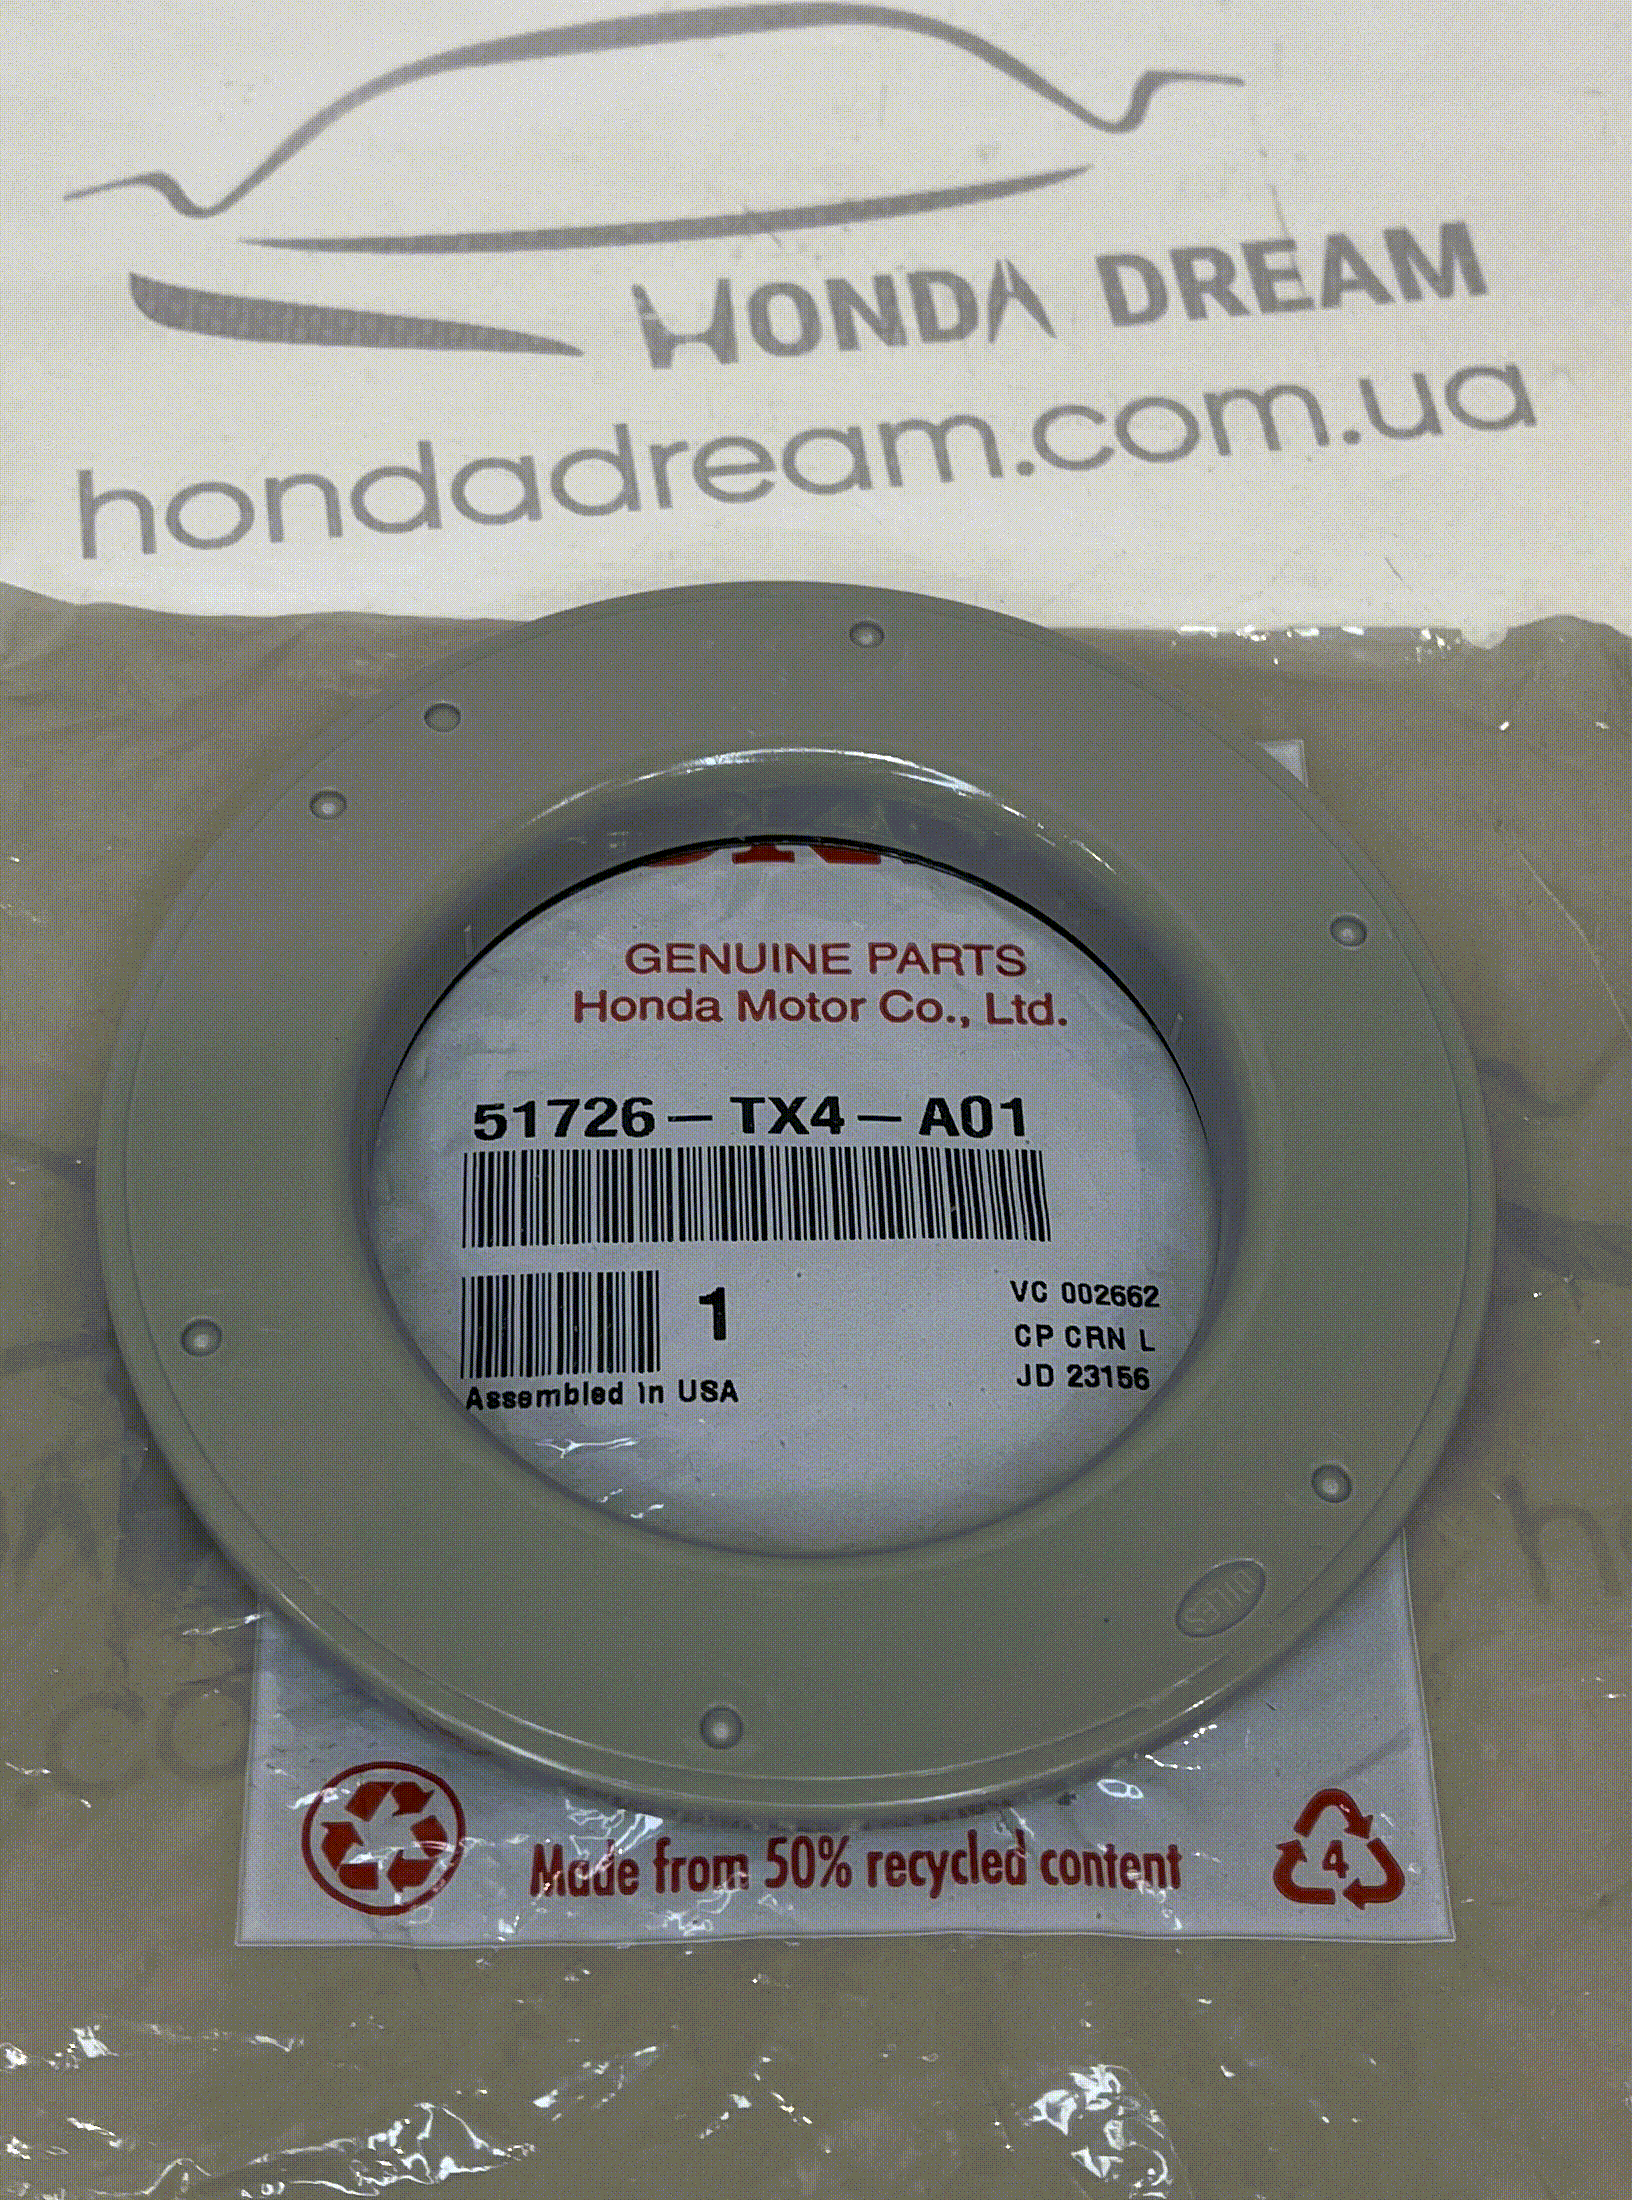 HONDA DREAM
hondadream.com.ua
GENUINE PARTS
Honda Motor Co., Ltd.
51726 – TX4 – A01
1
VC 002662
CP CRN L
JD 23156
Assembled in USA
RILES
Made from 50% recycled content
4